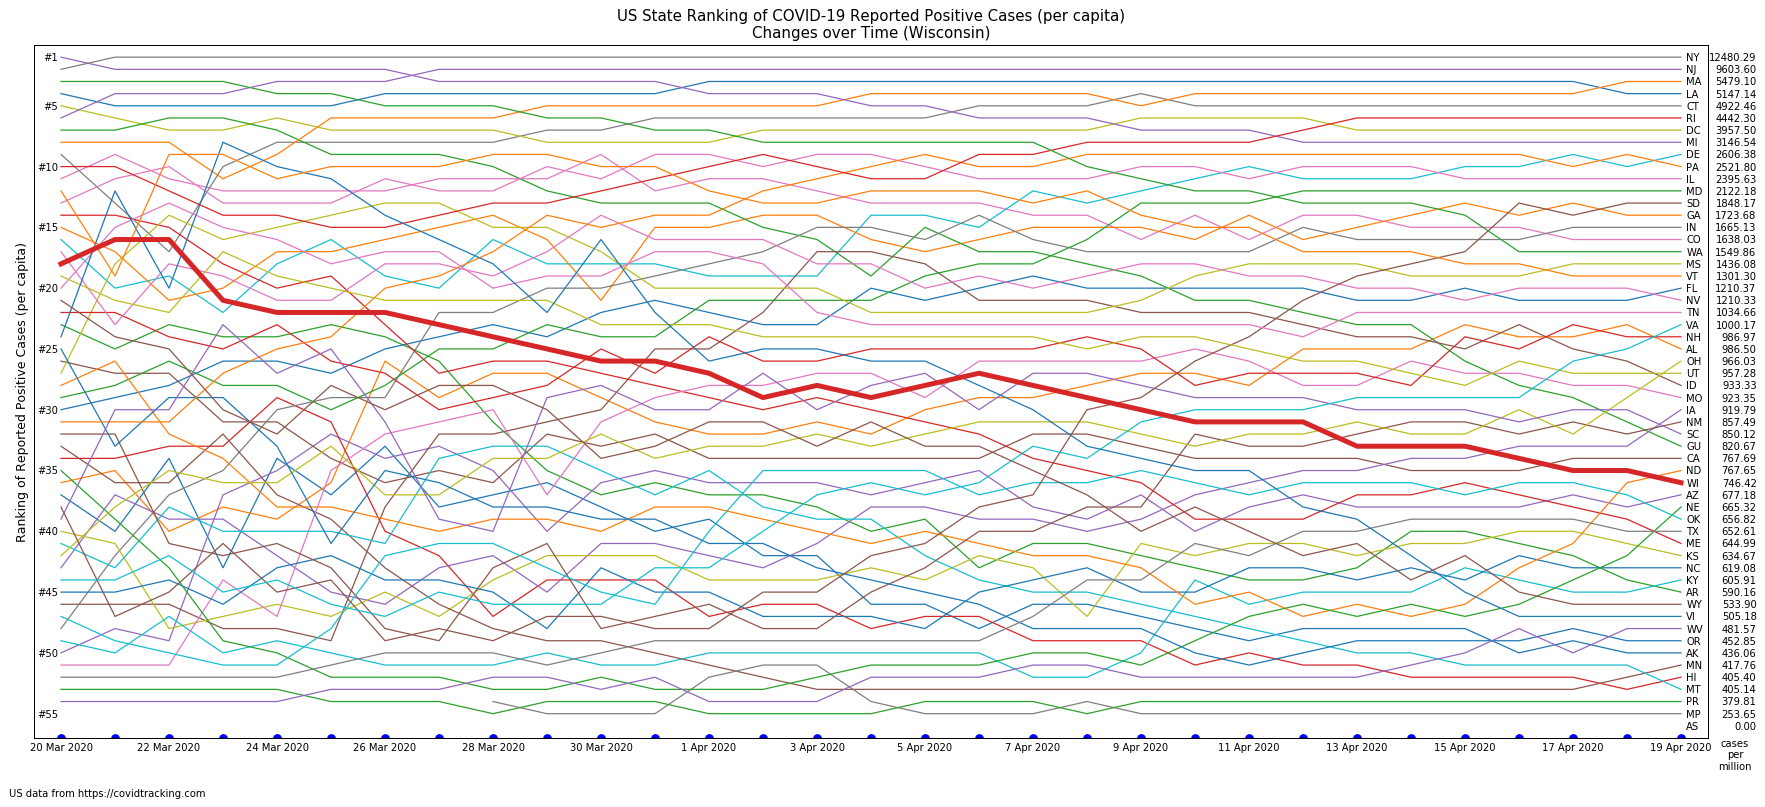 US State Ranking of COVID-19 Reported Positive Cases (per capita)
Changes over Time (Wisconsin)
Ranking of Reported Positive Cases (per capita)
#1
#5
#10
#15
#20
#25
#30
#35
#40
#45
#50
#55
NY 12480.29
NJ 9603.60
MA 5479.10
LA 5147.14
CT 4922.46
RI 4442.30
DC 3957.50
MI 3146.54
DE 2606.38
PA 2521.80
IL 2395.63
MD 2122.18
SD 1848.17
GA 1723.68
IN 1665.13
CO 1638.03
WA 1549.86
MS 1436.08
VT 1301.30
FL 1210.37
NV 1210.33
TN 1034.66
VA 1000.17
NH 986.97
AL 986.50
OH 966.03
UT 957.28
ID 933.33
MO 923.35
IA 919.79
NM 857.49
SC 850.12
GU 820.67
CA 767.69
ND 767.65
WI 746.42
AZ 677.18
NE 665.32
OK 656.82
TX 652.61
ME 644.99
KS 634.67
NC 619.08
KY 605.91
AR 590.16
WY 533.90
VI 505.18
WV 481.57
OR 452.85
AK 436.06
MN 417.76
HI 405.40
MT 405.14
PR 379.81
MP 253.65
AS 0.00
20 Mar 2020 22 Mar 2020 24 Mar 2020 26 Mar 2020 28 Mar 2020 30 Mar 2020 1 Apr 2020 3 Apr 2020 5 Apr 2020 7 Apr 2020 9 Apr 2020 11 Apr 2020 13 Apr 2020 15 Apr 2020 17 Apr 2020 19 Apr 2020
cases
per
million
US data from https://covidtracking.com